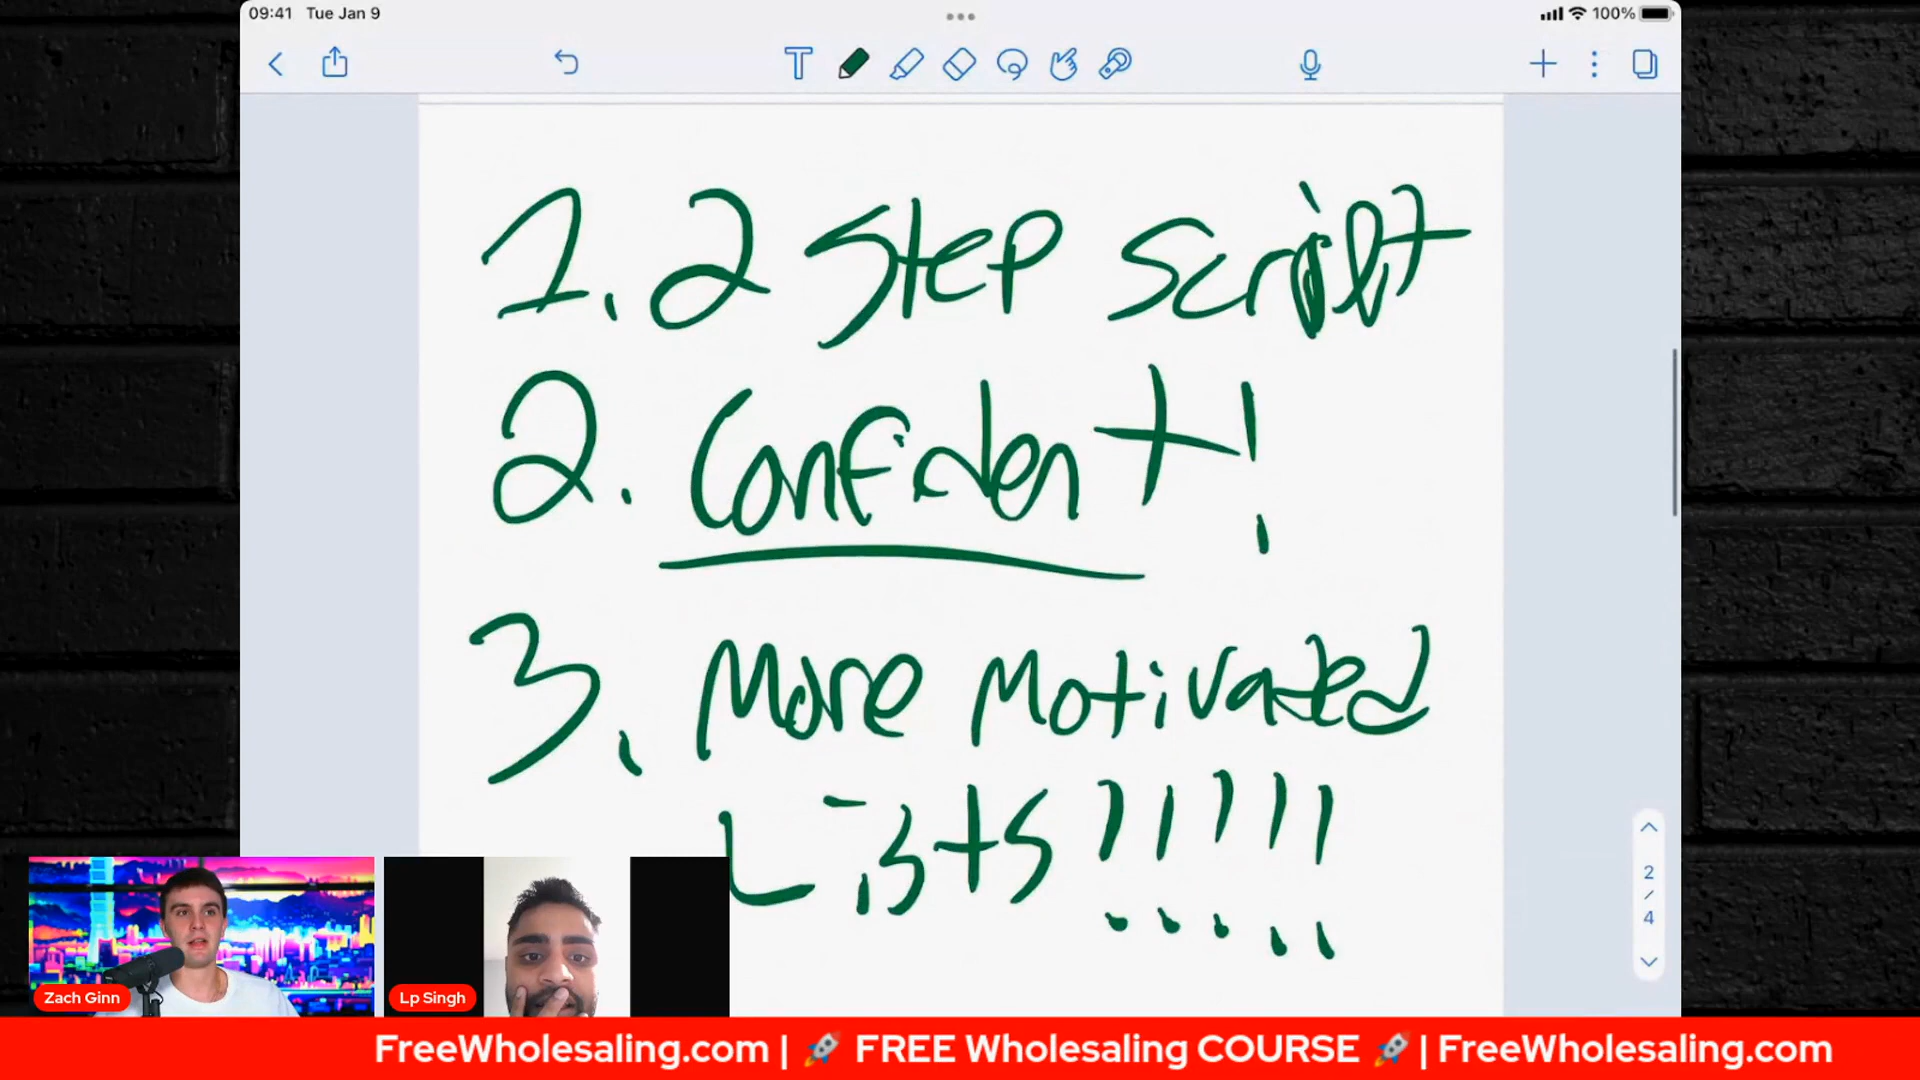 09:41 Tue Jan 9 100%
T
1. 2 Step Script
2. Confident!
3. More Motivated
Lists !!!!!
2
/
4
Zach Ginn
Lp Singh
FreeWholesaling.com | 🚀 FREE Wholesaling COURSE 🚀 | FreeWholesaling.com